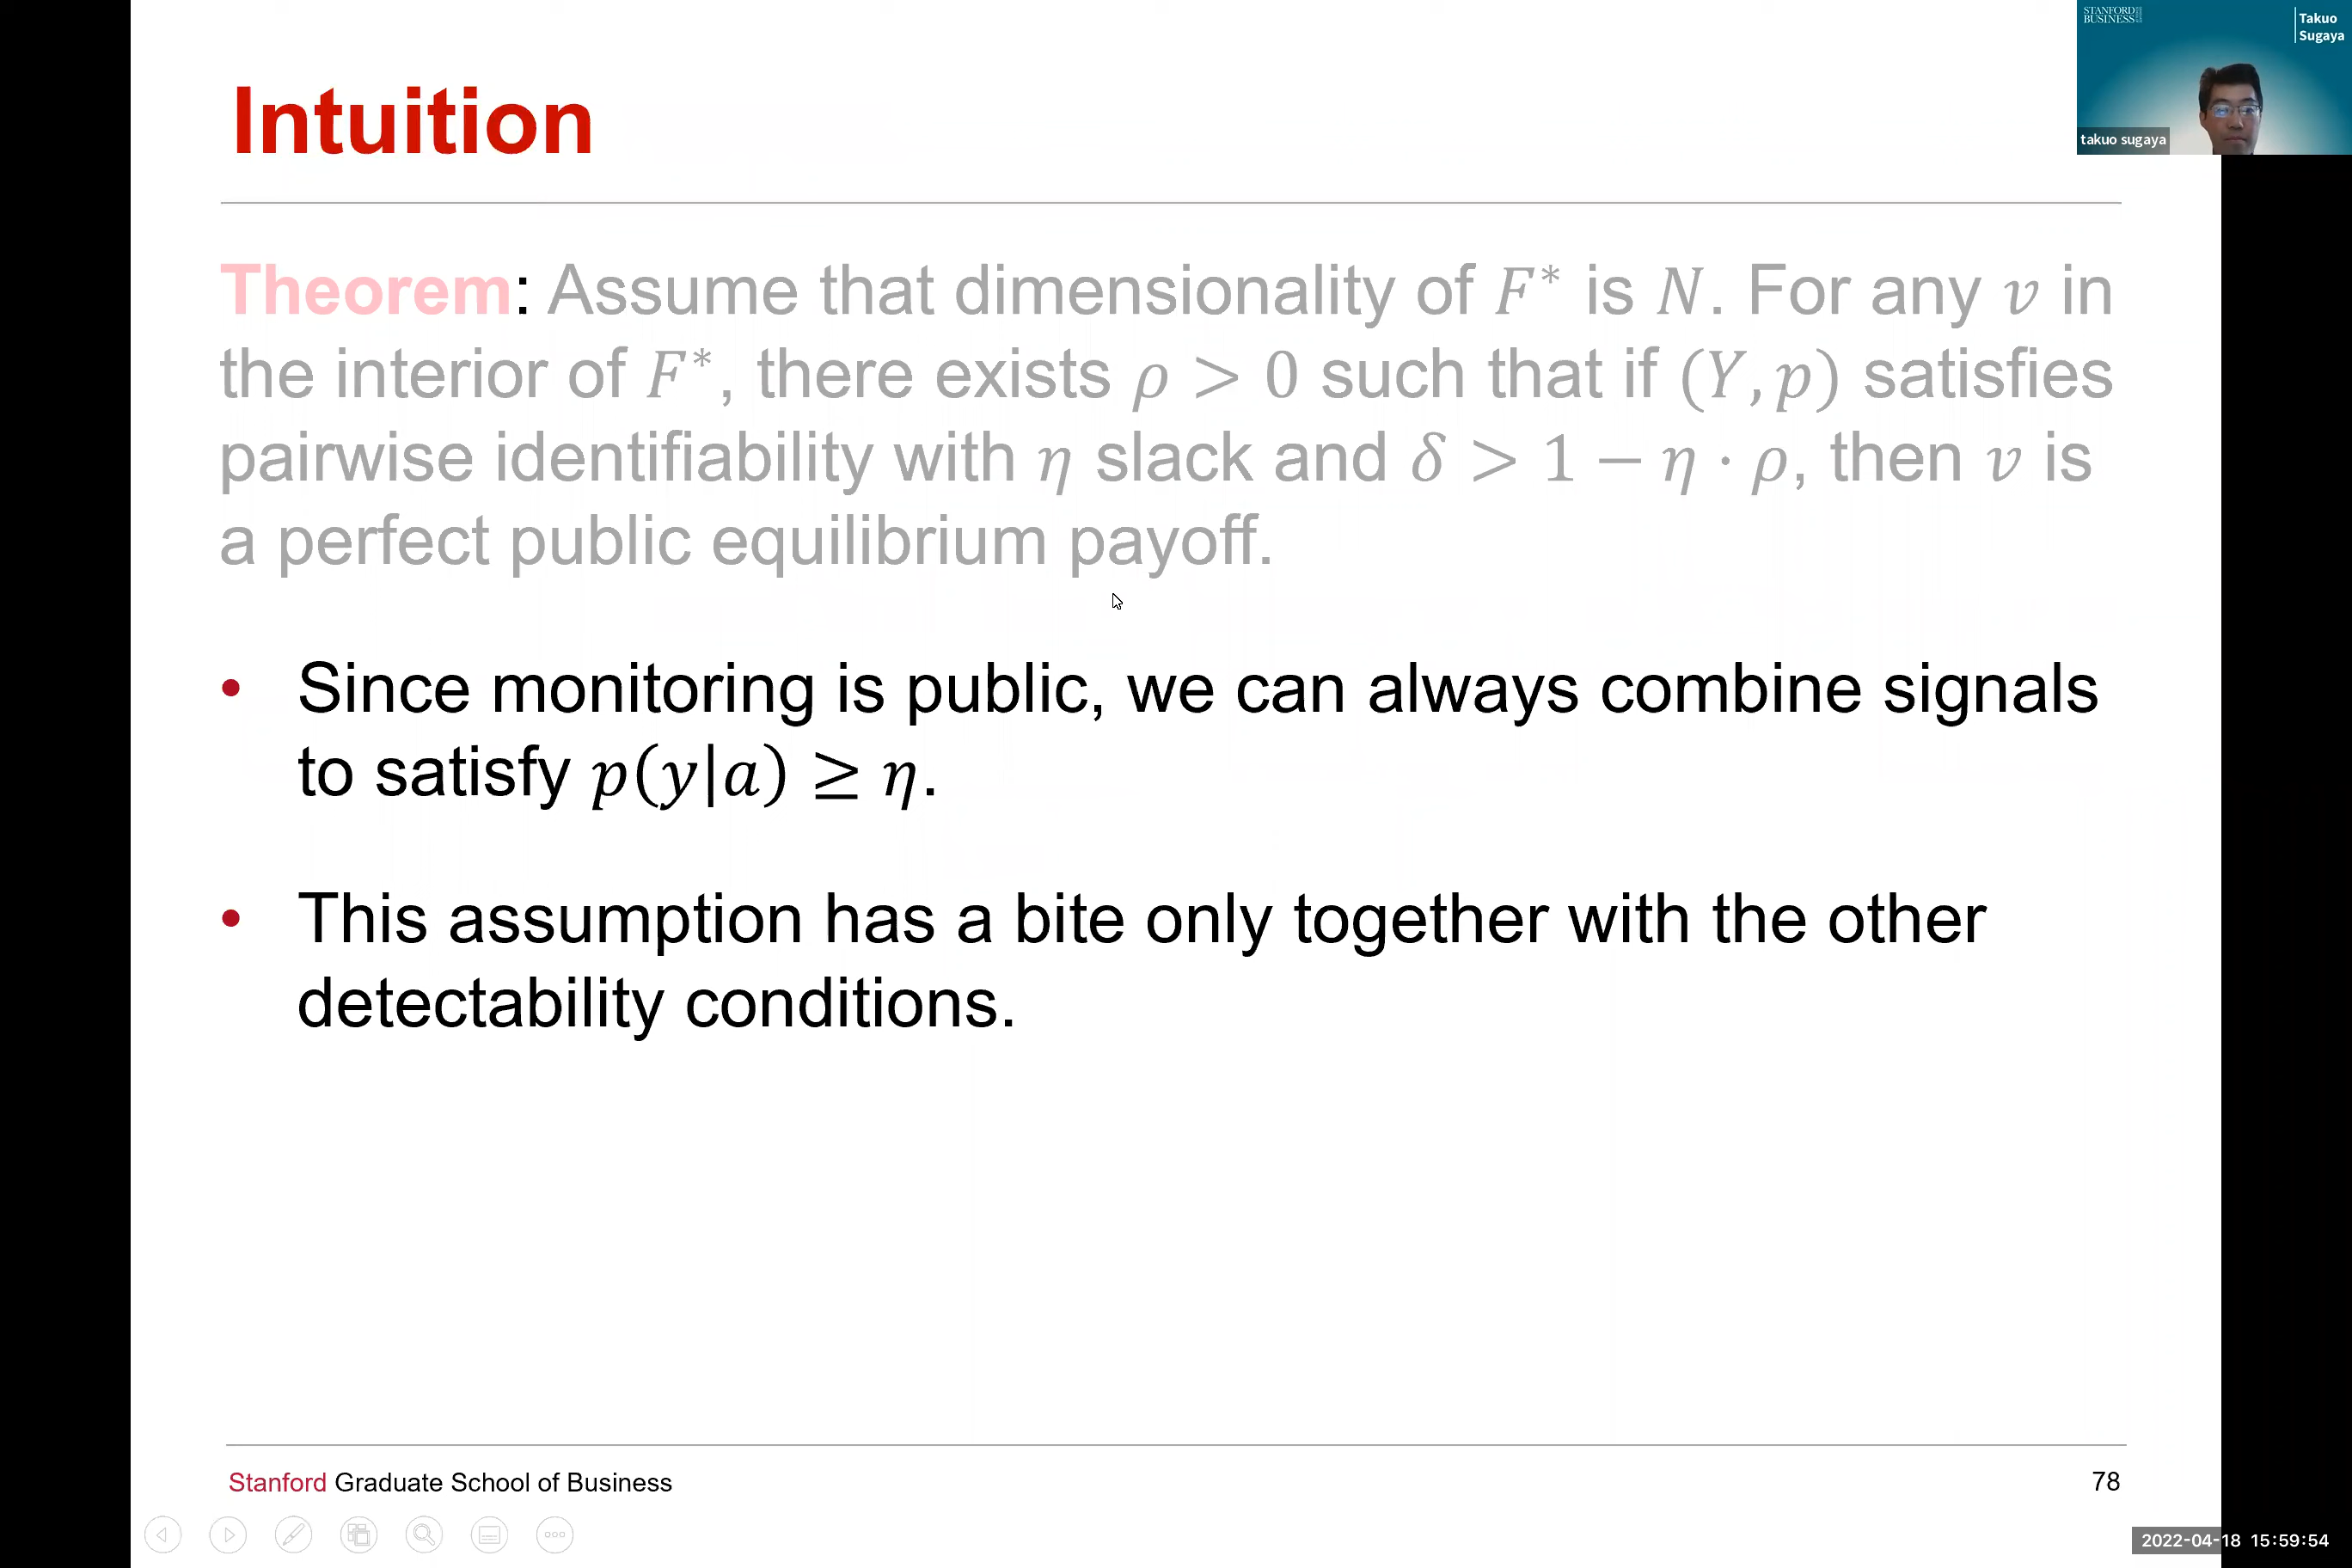 STANFORD
BUSINESS
Takuo
Sugaya
takuo sugaya
Intuition
Theorem: Assume that dimensionality of F* is N. For any v in
the interior of F*, there exists ρ > 0 such that if (Y, p) satisfies
pairwise identifiability with η slack and δ > 1 − η · ρ, then v is
a perfect public equilibrium payoff.
• Since monitoring is public, we can always combine signals
to satisfy p(y|a) ≥ η.
• This assumption has a bite only together with the other
detectability conditions.
Stanford Graduate School of Business
78
2022-04-18 15:59:54